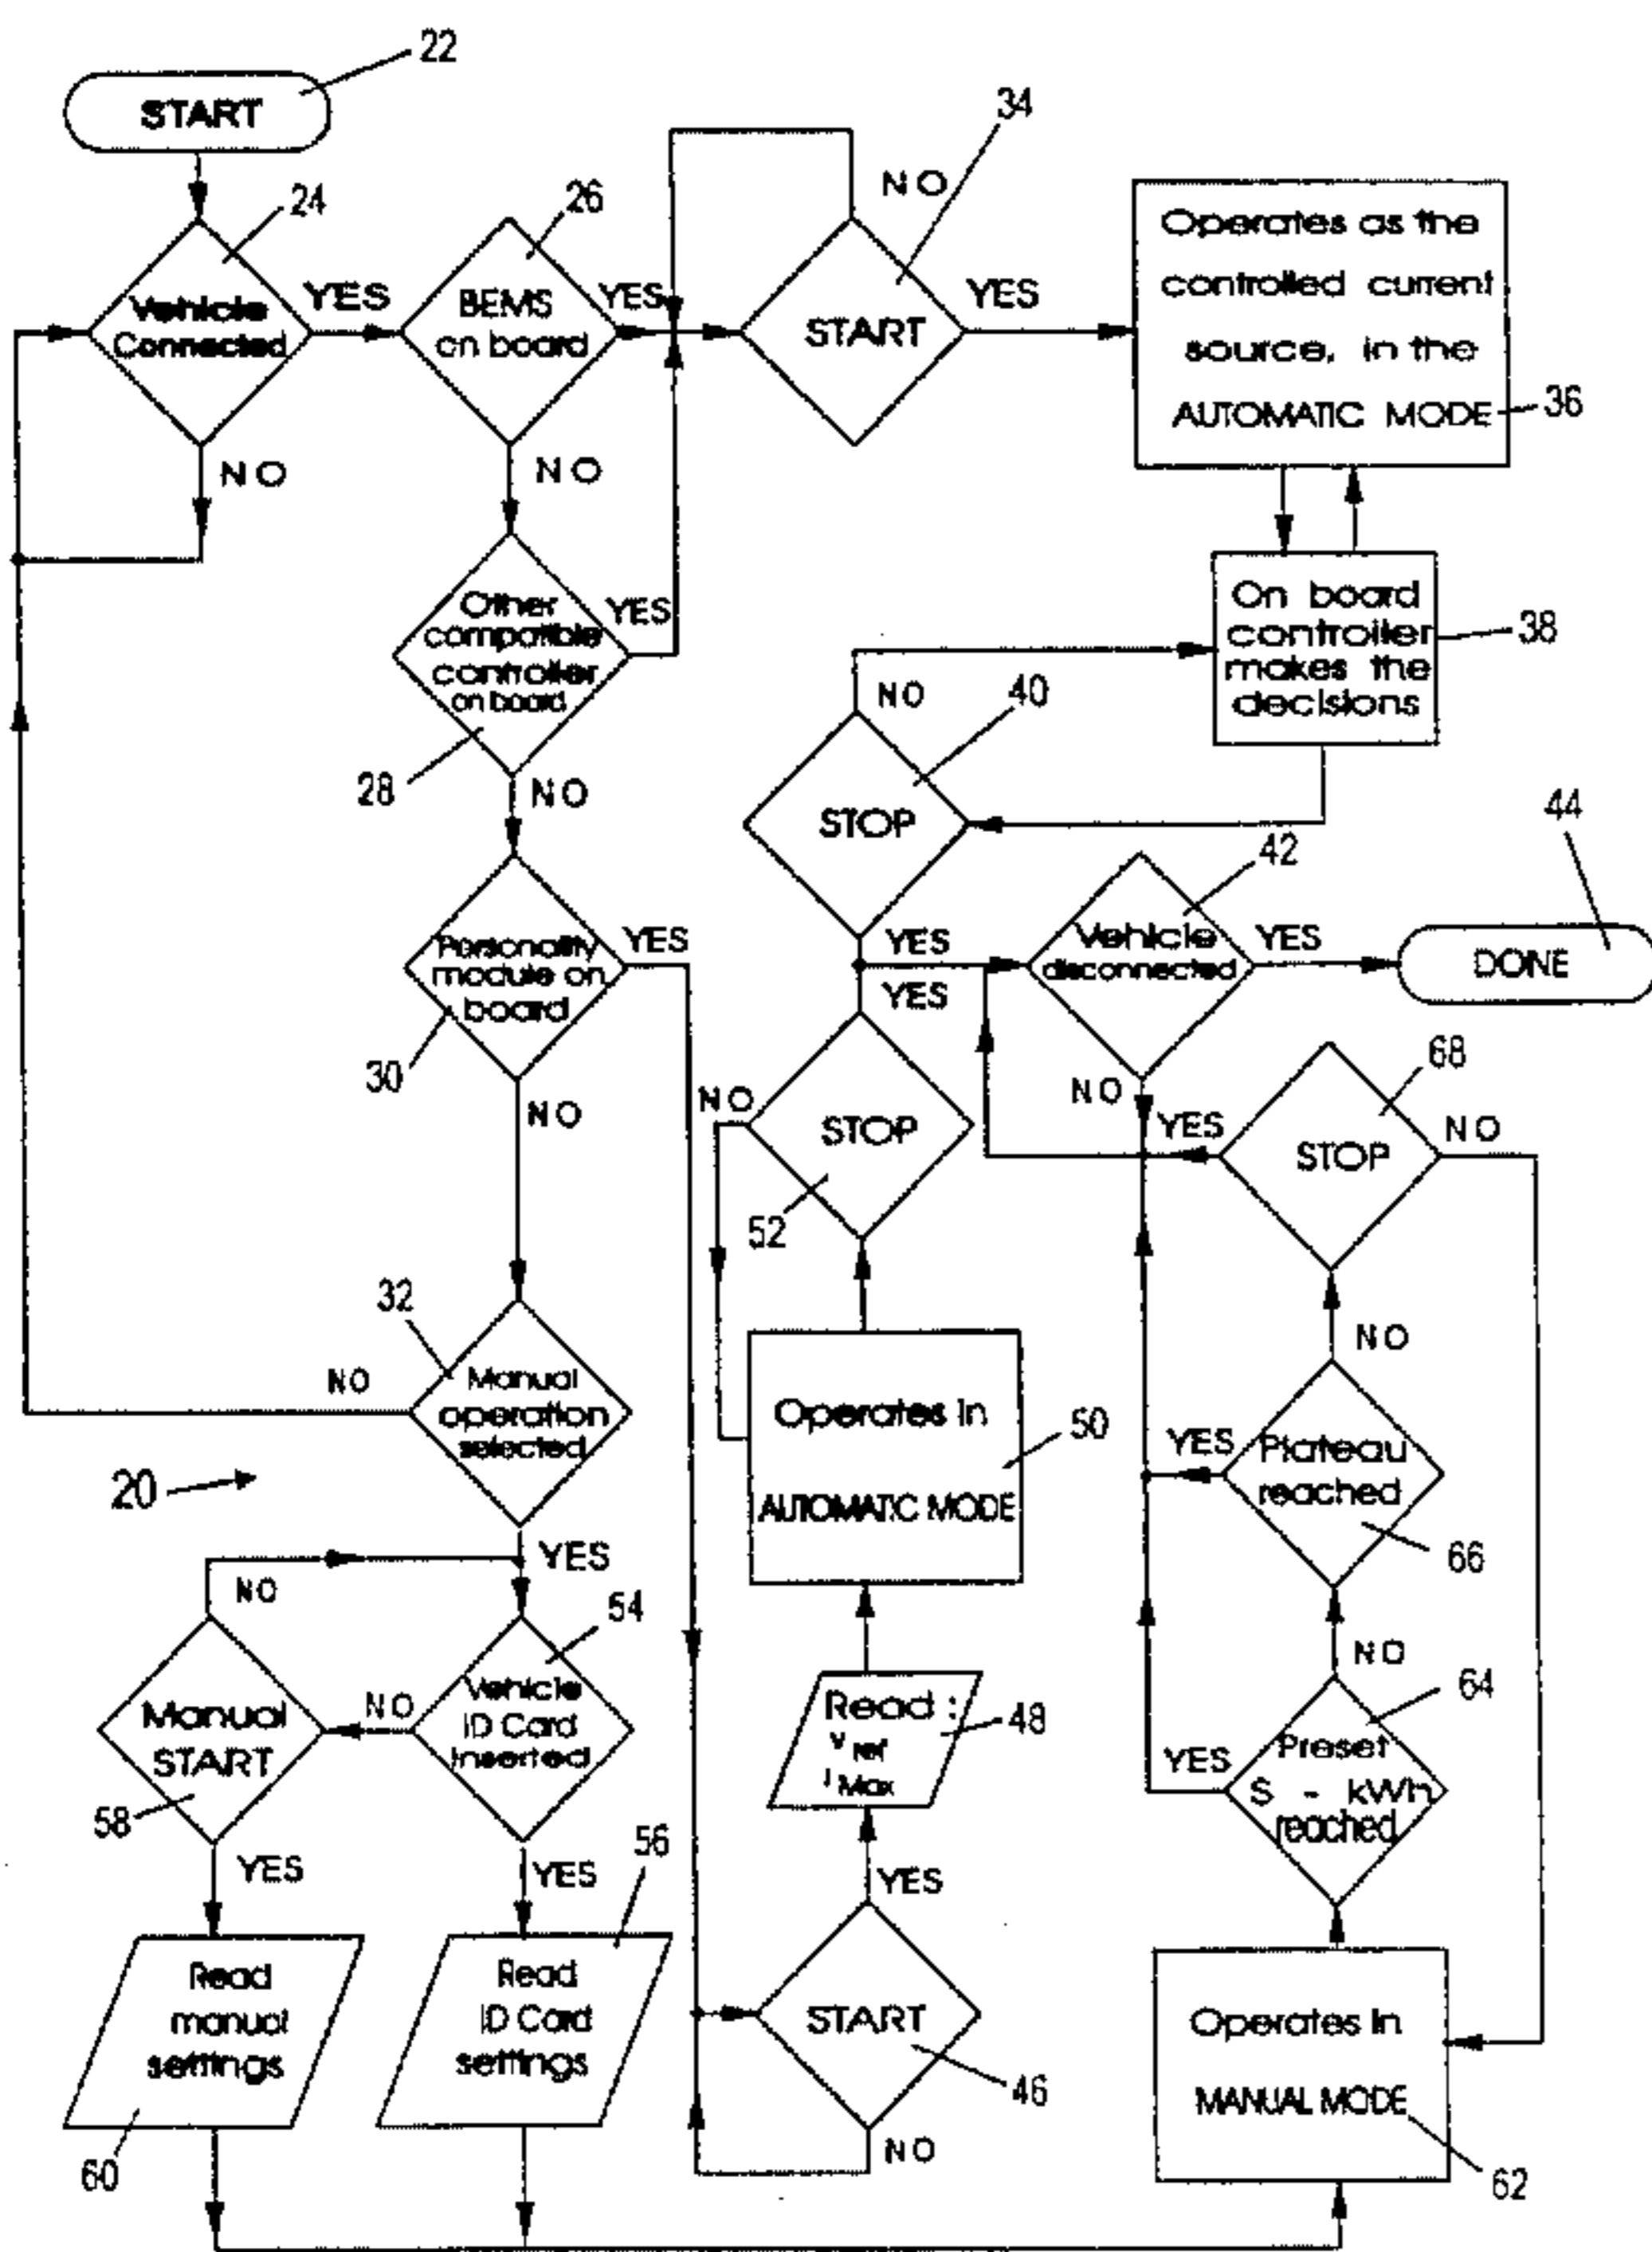 22
START
24
Vehicle
Connected
YES
NO
26
BEMS
on board
YES
NO
34
NO
START
YES
Operates as the
controlled current
source, in the
AUTOMATIC MODE
36
Other
compatible
controller
on board
YES
28
NO
On board
controller
makes the
decisions
38
NO
40
STOP
YES
Personality
module on
board
YES
30
NO
42
Vehicle
disconnected
YES
NO
44
DONE
YES
NO
STOP
52
68
YES
STOP
NO
32
NO
Manual
operation
selected
YES
20
Operates in
AUTOMATIC MODE
50
NO
YES
Plateau
reached
66
NO
NO
Manual
START
58
YES
54
Vehicle
ID Card
Inserted
NO
YES
Read :
V ref
I Max
48
YES
64
Preset
$ - kWh
reached
YES
56
Read
manual
settings
60
Read
ID Card
settings
START
46
NO
Operates in
MANUAL MODE
62